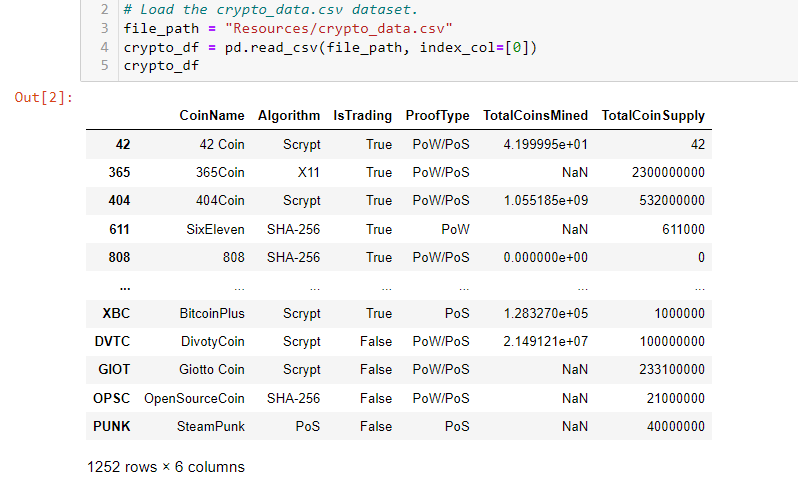 2 # Load the crypto_data.csv dataset.
3 file_path = "Resources/crypto_data.csv"
4 crypto_df = pd.read_csv(file_path, index_col=[0])
5 crypto_df
Out[2]:
CoinName Algorithm IsTrading ProofType TotalCoinsMined TotalCoinSupply
42 42 Coin Scrypt True PoW/PoS 4.199995e+01 42
365 365Coin X11 True PoW/PoS NaN 2300000000
404 404Coin Scrypt True PoW/PoS 1.055185e+09 532000000
611 SixEleven SHA-256 True PoW NaN 611000
808 808 SHA-256 True PoW/PoS 0.000000e+00 0
... ... ... ... ... ... ...
XBC BitcoinPlus Scrypt True PoS 1.283270e+05 1000000
DVTC DivotyCoin Scrypt False PoW/PoS 2.149121e+07 100000000
GIOT Giotto Coin Scrypt False PoW/PoS NaN 233100000
OPSC OpenSourceCoin SHA-256 False PoW/PoS NaN 21000000
PUNK SteamPunk PoS False PoS NaN 40000000
1252 rows × 6 columns